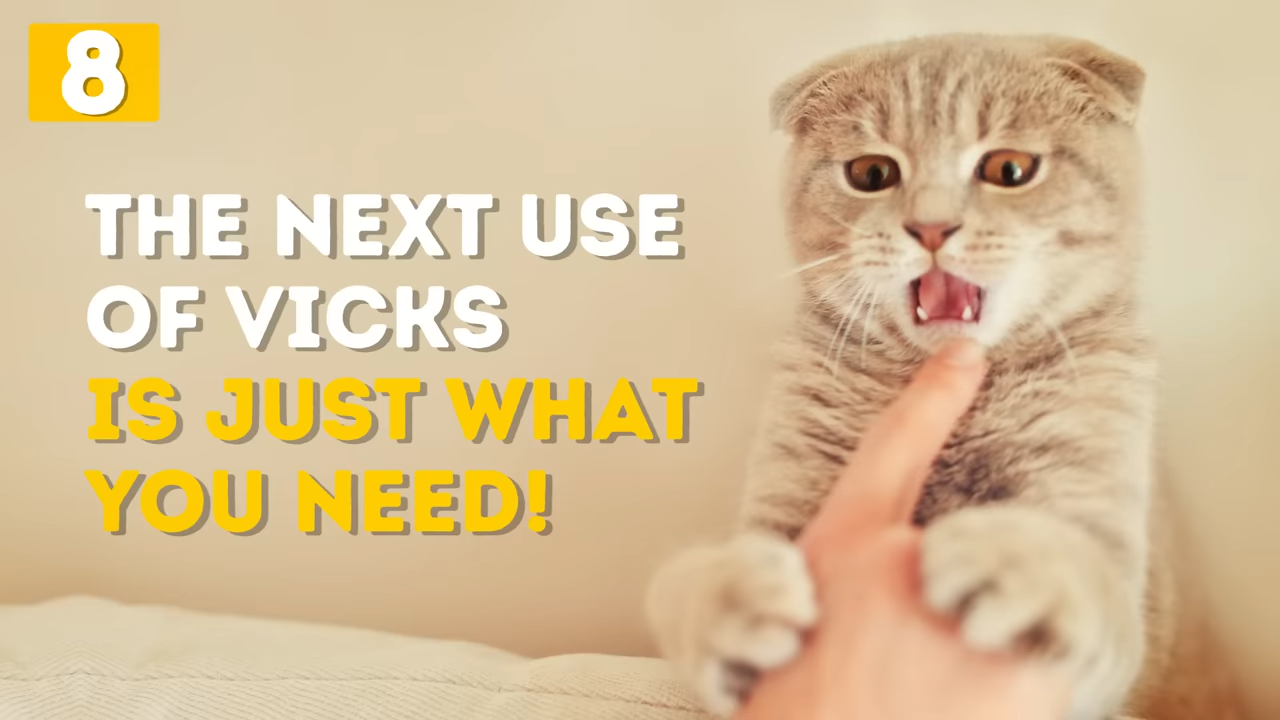 8
THE NEXT USE
OF VICKS
IS JUST WHAT
YOU NEED!